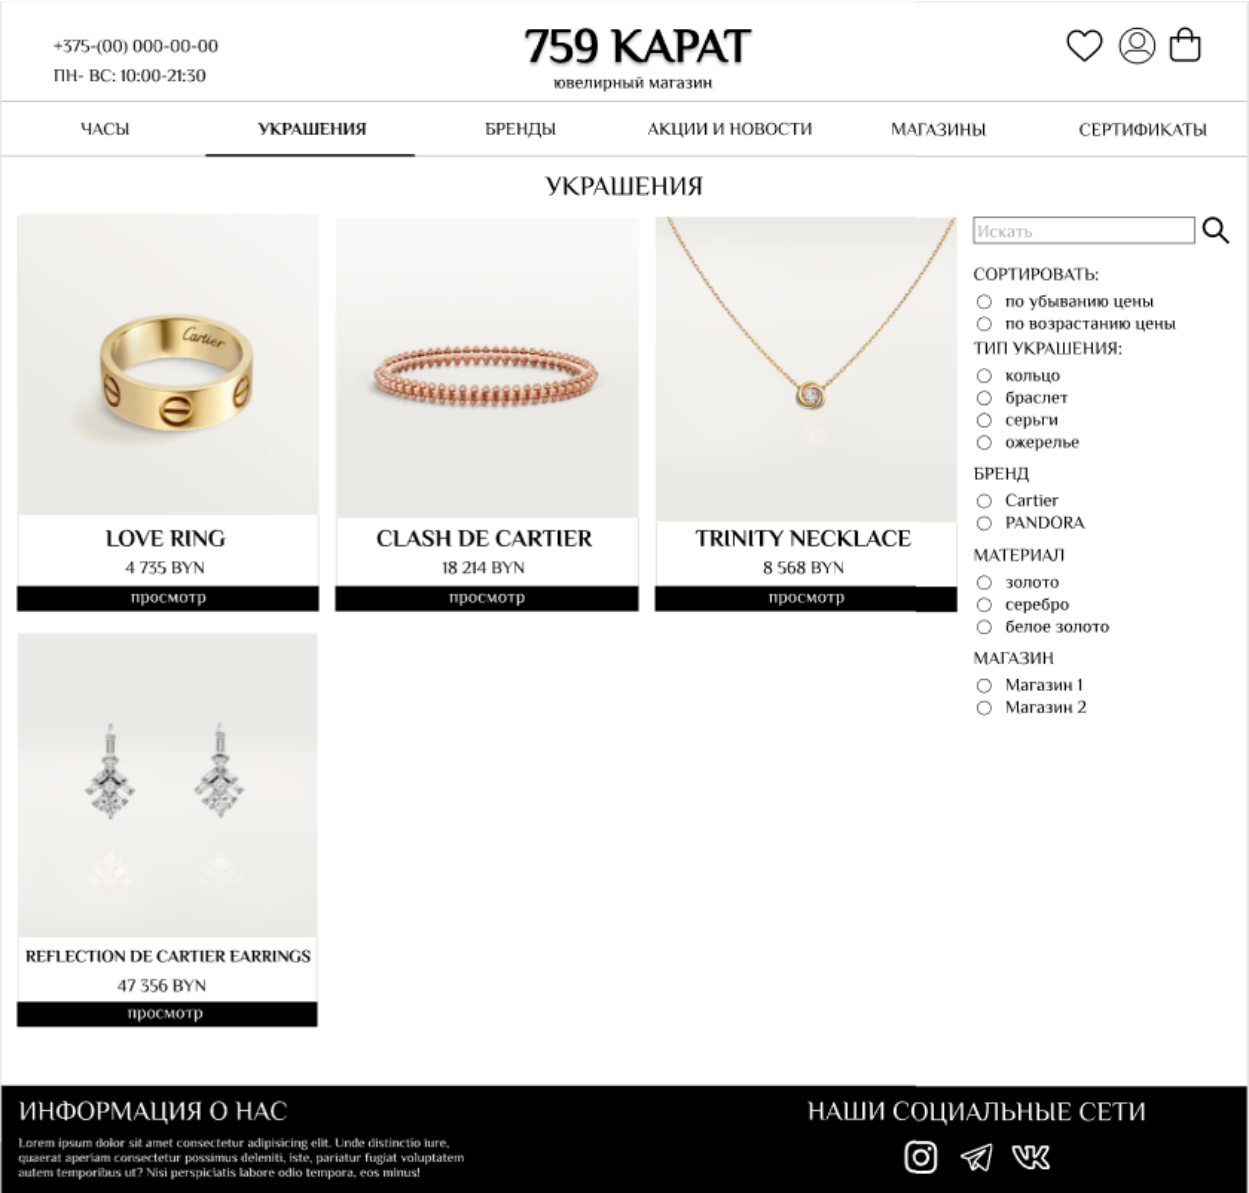 +375-(00) 000-00-00
ПН- ВС: 10:00-21:30
759 КАРАТ
ювелирный магазин
ЧАСЫ
УКРАШЕНИЯ
БРЕНДЫ
АКЦИИ И НОВОСТИ
МАГАЗИНЫ
СЕРТИФИКАТЫ
УКРАШЕНИЯ
Cartier
LOVE RING
4 735 BYN
просмотр
CLASH DE CARTIER
18 214 BYN
просмотр
TRINITY NECKLACE
8 568 BYN
просмотр
REFLECTION DE CARTIER EARRINGS
47 356 BYN
просмотр
Искать
СОРТИРОВАТЬ:
по убыванию цены
по возрастанию цены
ТИП УКРАШЕНИЯ:
кольцо
браслет
серьги
ожерелье
БРЕНД
Cartier
PANDORA
МАТЕРИАЛ
золото
серебро
белое золото
МАГАЗИН
Магазин 1
Магазин 2
ИНФОРМАЦИЯ О НАС
Lorem ipsum dolor sit amet consectetur adipisicing elit. Unde distinctio iure,
quaerat aperiam consectetur possimus deleniti, iste, pariatur fugiat voluptatem
autem temporibus ut? Nisi perspiciatis labore odio tempora, eos minus!
НАШИ СОЦИАЛЬНЫЕ СЕТИ